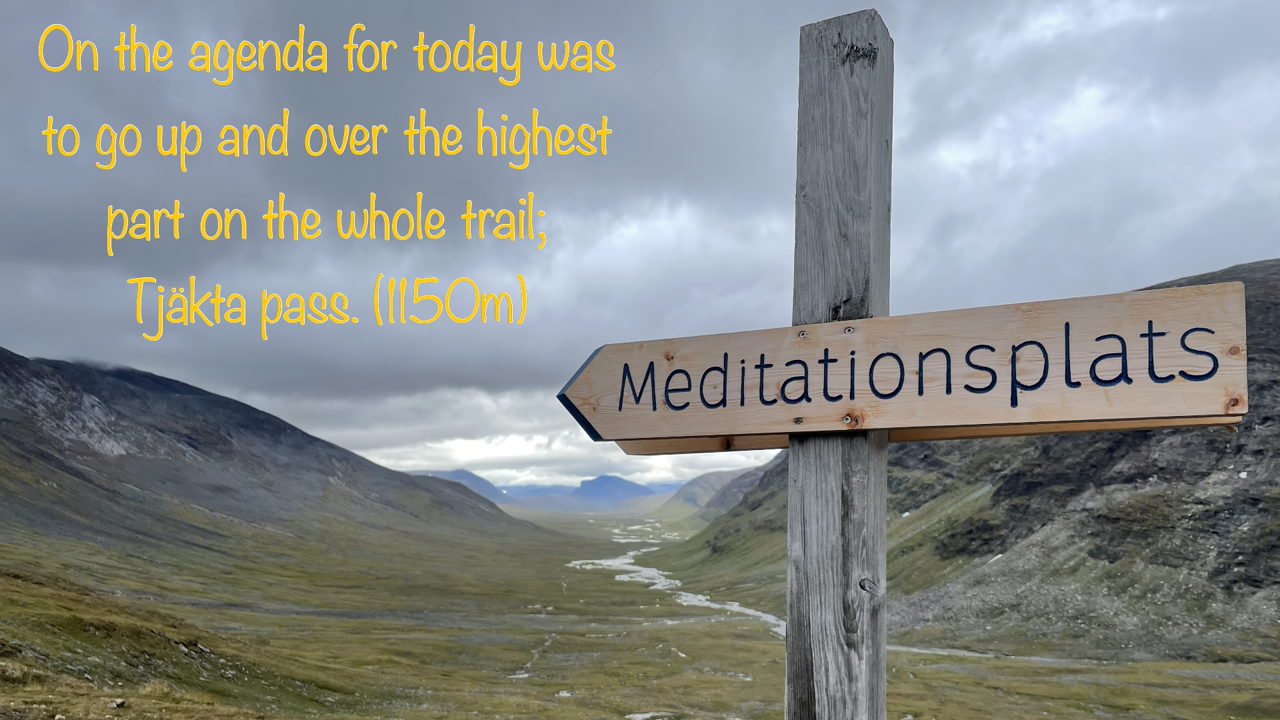 On the agenda for today was
to go up and over the highest
part on the whole trail;
Tjäkta pass. (1150m)
Meditationsplats